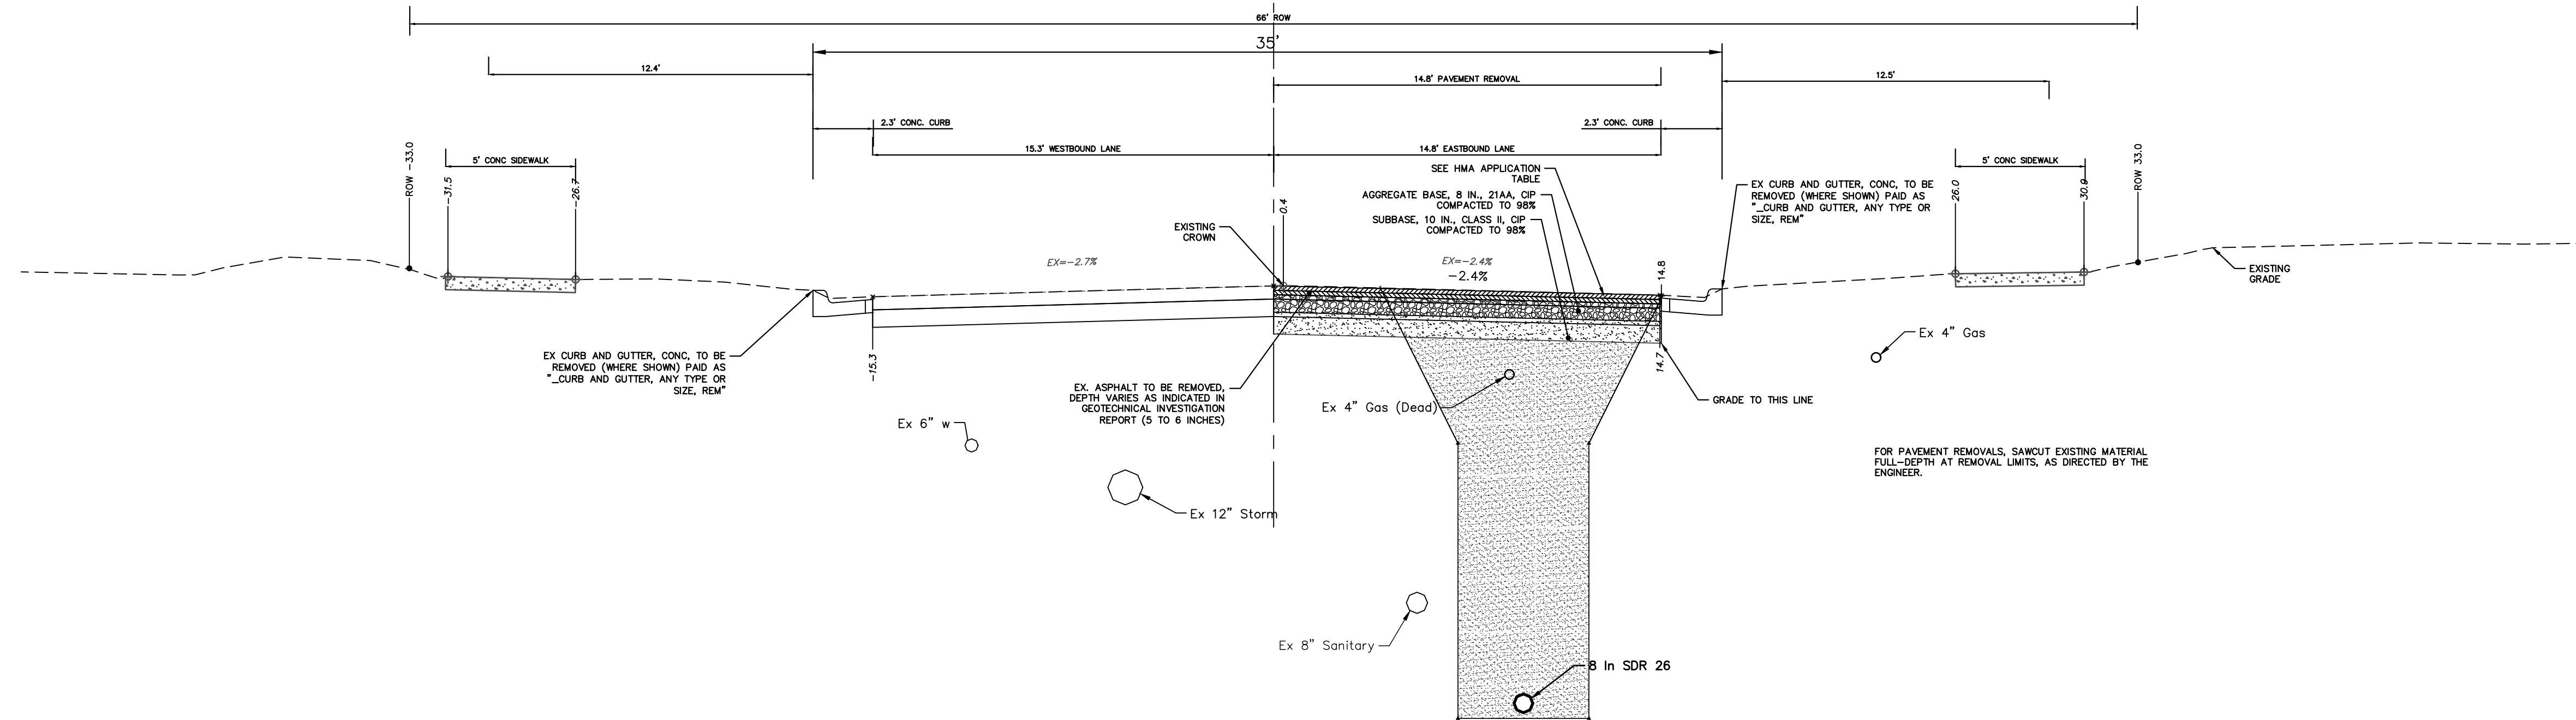 66' ROW
35'
12.4'
14.8' PAVEMENT REMOVAL
12.5'
2.3' CONC. CURB
2.3' CONC. CURB
15.3' WESTBOUND LANE
14.8' EASTBOUND LANE
5' CONC SIDEWALK
5' CONC SIDEWALK
ROW -33.0
-31.5
-26.7
0.4
SEE HMA APPLICATION
TABLE
AGGREGATE BASE, 8 IN., 21AA, CIP
COMPACTED TO 98%
SUBBASE, 10 IN., CLASS II, CIP
COMPACTED TO 98%
EX CURB AND GUTTER, CONC, TO BE
REMOVED (WHERE SHOWN) PAID AS
"_CURB AND GUTTER, ANY TYPE OR
SIZE, REM"
26.0
30.9
ROW 33.0
EXISTING
CROWN
EX=-2.7%
EX=-2.4%
-2.4%
14.8
EXISTING
GRADE
Ex 4" Gas
EX CURB AND GUTTER, CONC, TO BE
REMOVED (WHERE SHOWN) PAID AS
"_CURB AND GUTTER, ANY TYPE OR
SIZE, REM"
-15.3
14.7
EX. ASPHALT TO BE REMOVED,
DEPTH VARIES AS INDICATED IN
GEOTECHNICAL INVESTIGATION
REPORT (5 TO 6 INCHES)
Ex 4" Gas (Dead)
GRADE TO THIS LINE
Ex 6" w
FOR PAVEMENT REMOVALS, SAWCUT EXISTING MATERIAL
FULL-DEPTH AT REMOVAL LIMITS, AS DIRECTED BY THE
ENGINEER.
Ex 12" Storm
Ex 8" Sanitary
8 In SDR 26